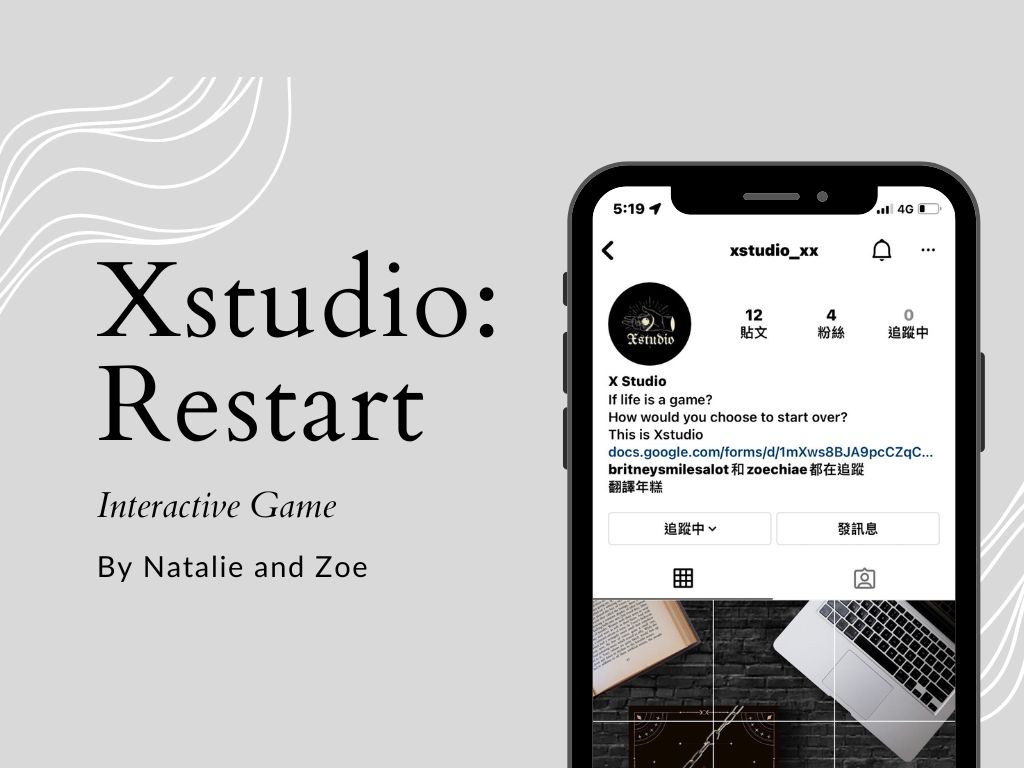 Xstudio:
Restart
Interactive Game
By Natalie and Zoe
5:19
4G
xstudio_xx
Xstudio
12
貼文
4
粉絲
0
追蹤中
X Studio
If life is a game?
How would you choose to start over?
This is Xstudio
docs.google.com/forms/d/1mXws8BJA9pcCZqC...
britneysmilesalot 和 zoechiae 都在追蹤
翻譯年糕
追蹤中
發訊息